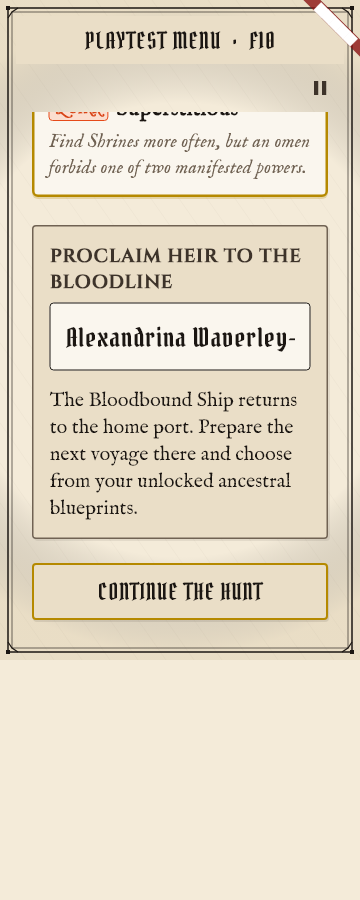 PLAYTEST MENU · F10
Superstitious
Find Shrines more often, but an omen
forbids one of two manifested powers.
PROCLAIM HEIR TO THE
BLOODLINE
Alexandrina Waverley-
The Bloodbound Ship returns
to the home port. Prepare the
next voyage there and choose
from your unlocked ancestral
blueprints.
CONTINUE THE HUNT